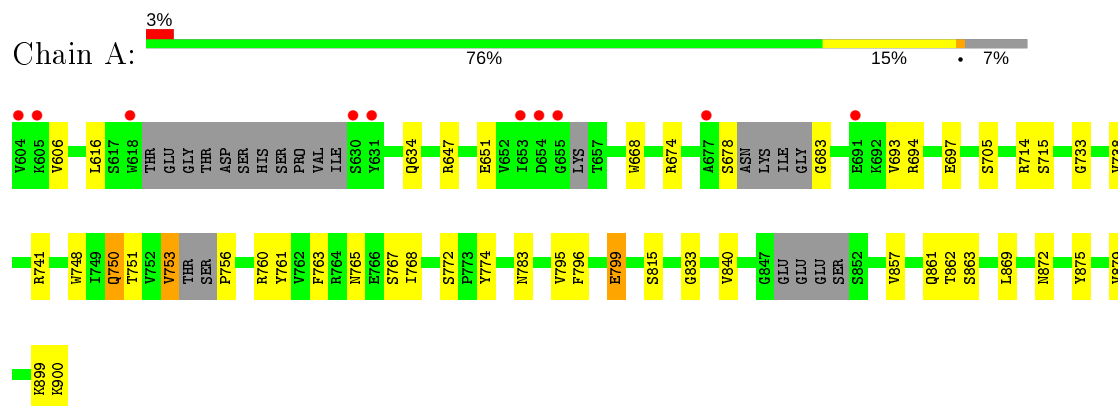 3%
Chain A:
76% 15% • 7%
V604 K605 V606 L616 S617 W618 THR GLU GLY THR ASP SER HIS SER PRO VAL ILE S630 Y631 Q634 R647 E651 V652 I653 D654 G655 LYS T657 W668 R674 A677 S678 ASN LYS ILE GLY G683 E691 K692 V693 R694 E697 S705 R714 S715 G733
R741 W748 I749 Q750 T751 V752 V753 THR SER P756 R760 Y761 V762 F763 R764 N765 E766 S767 I768 S772 P773 Y774 N783 V795 F796 E799 S815 G833 V840 G847 GLU GLU GLU SER S852 V857 Q861 T862 S863 L869 N872 Y875
K899 K900